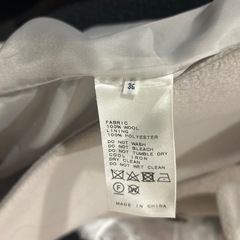 36
FABRIC
100% WOOL
LINING
100% POLYESTER
DO NOT WASH
DO NOT BLEACH
DO NOT TUMBLE DRY
COOL IRON
DRY CLEAN
DO NOT WET CLEAN
MADE IN CHINA